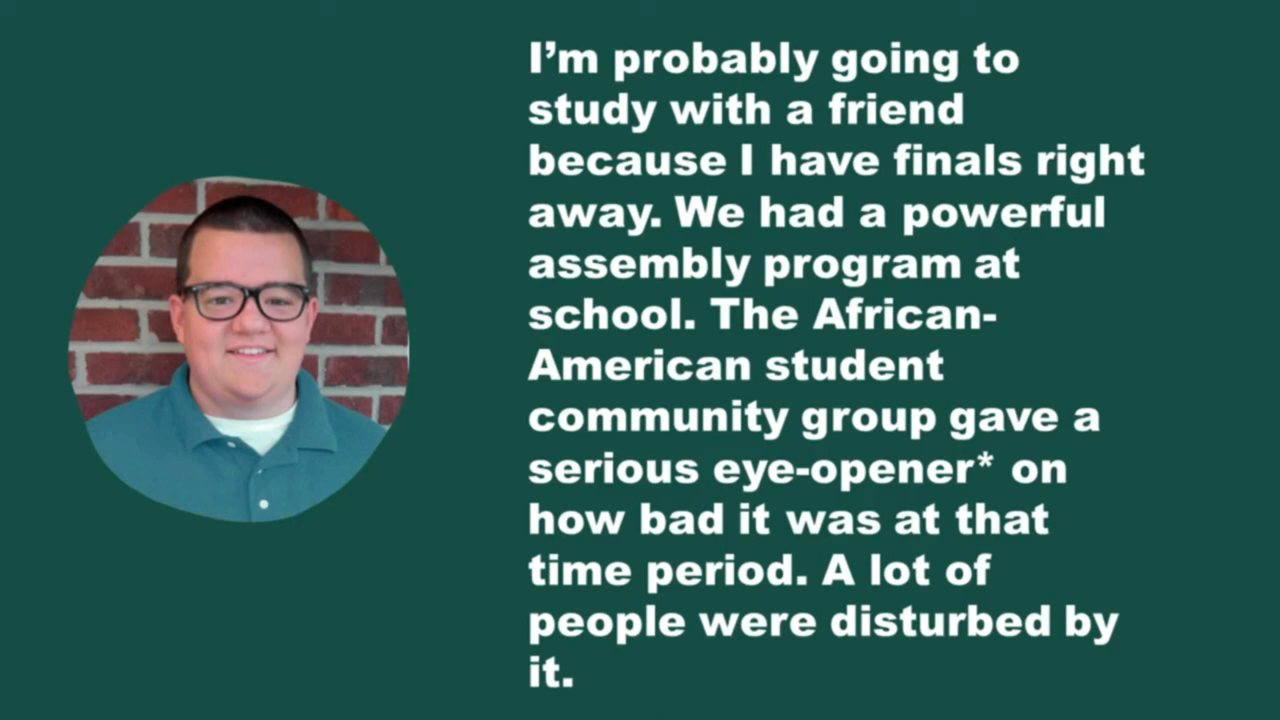 I’m probably going to
study with a friend
because I have finals right
away. We had a powerful
assembly program at
school. The African-
American student
community group gave a
serious eye-opener* on
how bad it was at that
time period. A lot of
people were disturbed by
it.